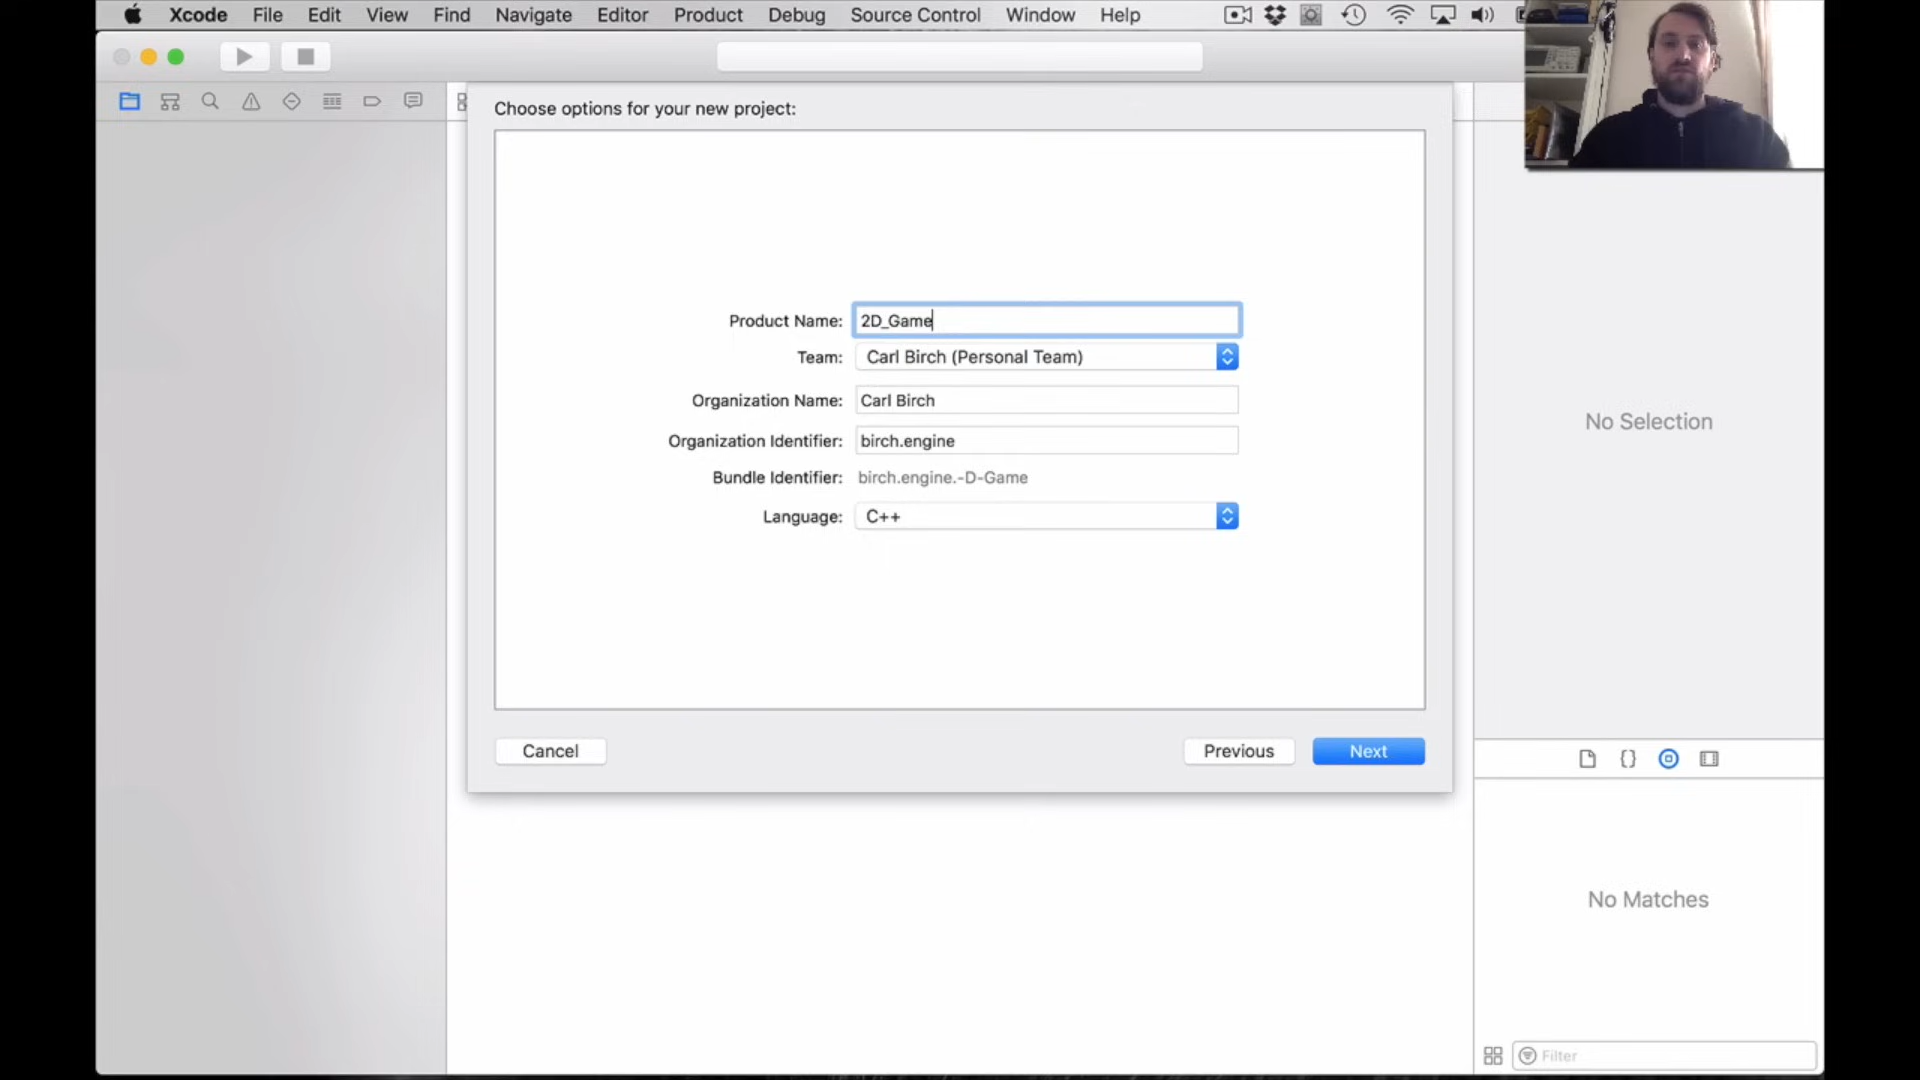 Xcode File Edit View Find Navigate Editor Product Debug Source Control Window Help
Choose options for your new project:
Product Name: 2D_Game
Team: Carl Birch (Personal Team)
Organization Name: Carl Birch
Organization Identifier: birch.engine
Bundle Identifier: birch.engine.-D-Game
Language: C++
Cancel Previous Next
No Selection
No Matches
Filter